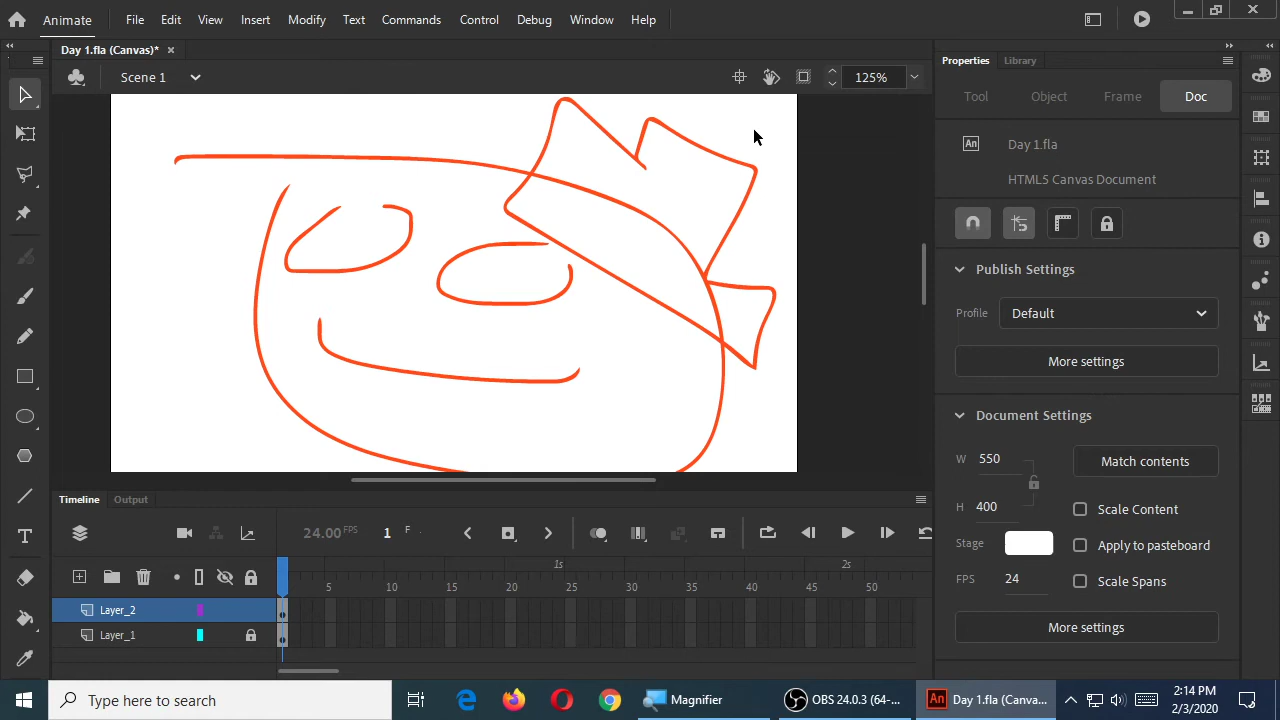 Animate File Edit View Insert Modify Text Commands Control Debug Window Help
Day 1.fla (Canvas)* ×
Scene 1 125%
Properties Library
Tool Object Frame Doc
An Day 1.fla
HTML5 Canvas Document
Publish Settings
Profile Default
More settings
Document Settings
W 550 Match contents
H 400 Scale Content
Stage Apply to pasteboard
FPS 24 Scale Spans
More settings
Timeline Output
24.00 FPS 1 F
1s 2s
5 10 15 20 25 30 35 40 45 50
Layer_2
Layer_1
Type here to search
Magnifier
OBS 24.0.3 (64-...
An Day 1.fla (Canva...
2:14 PM
2/3/2020